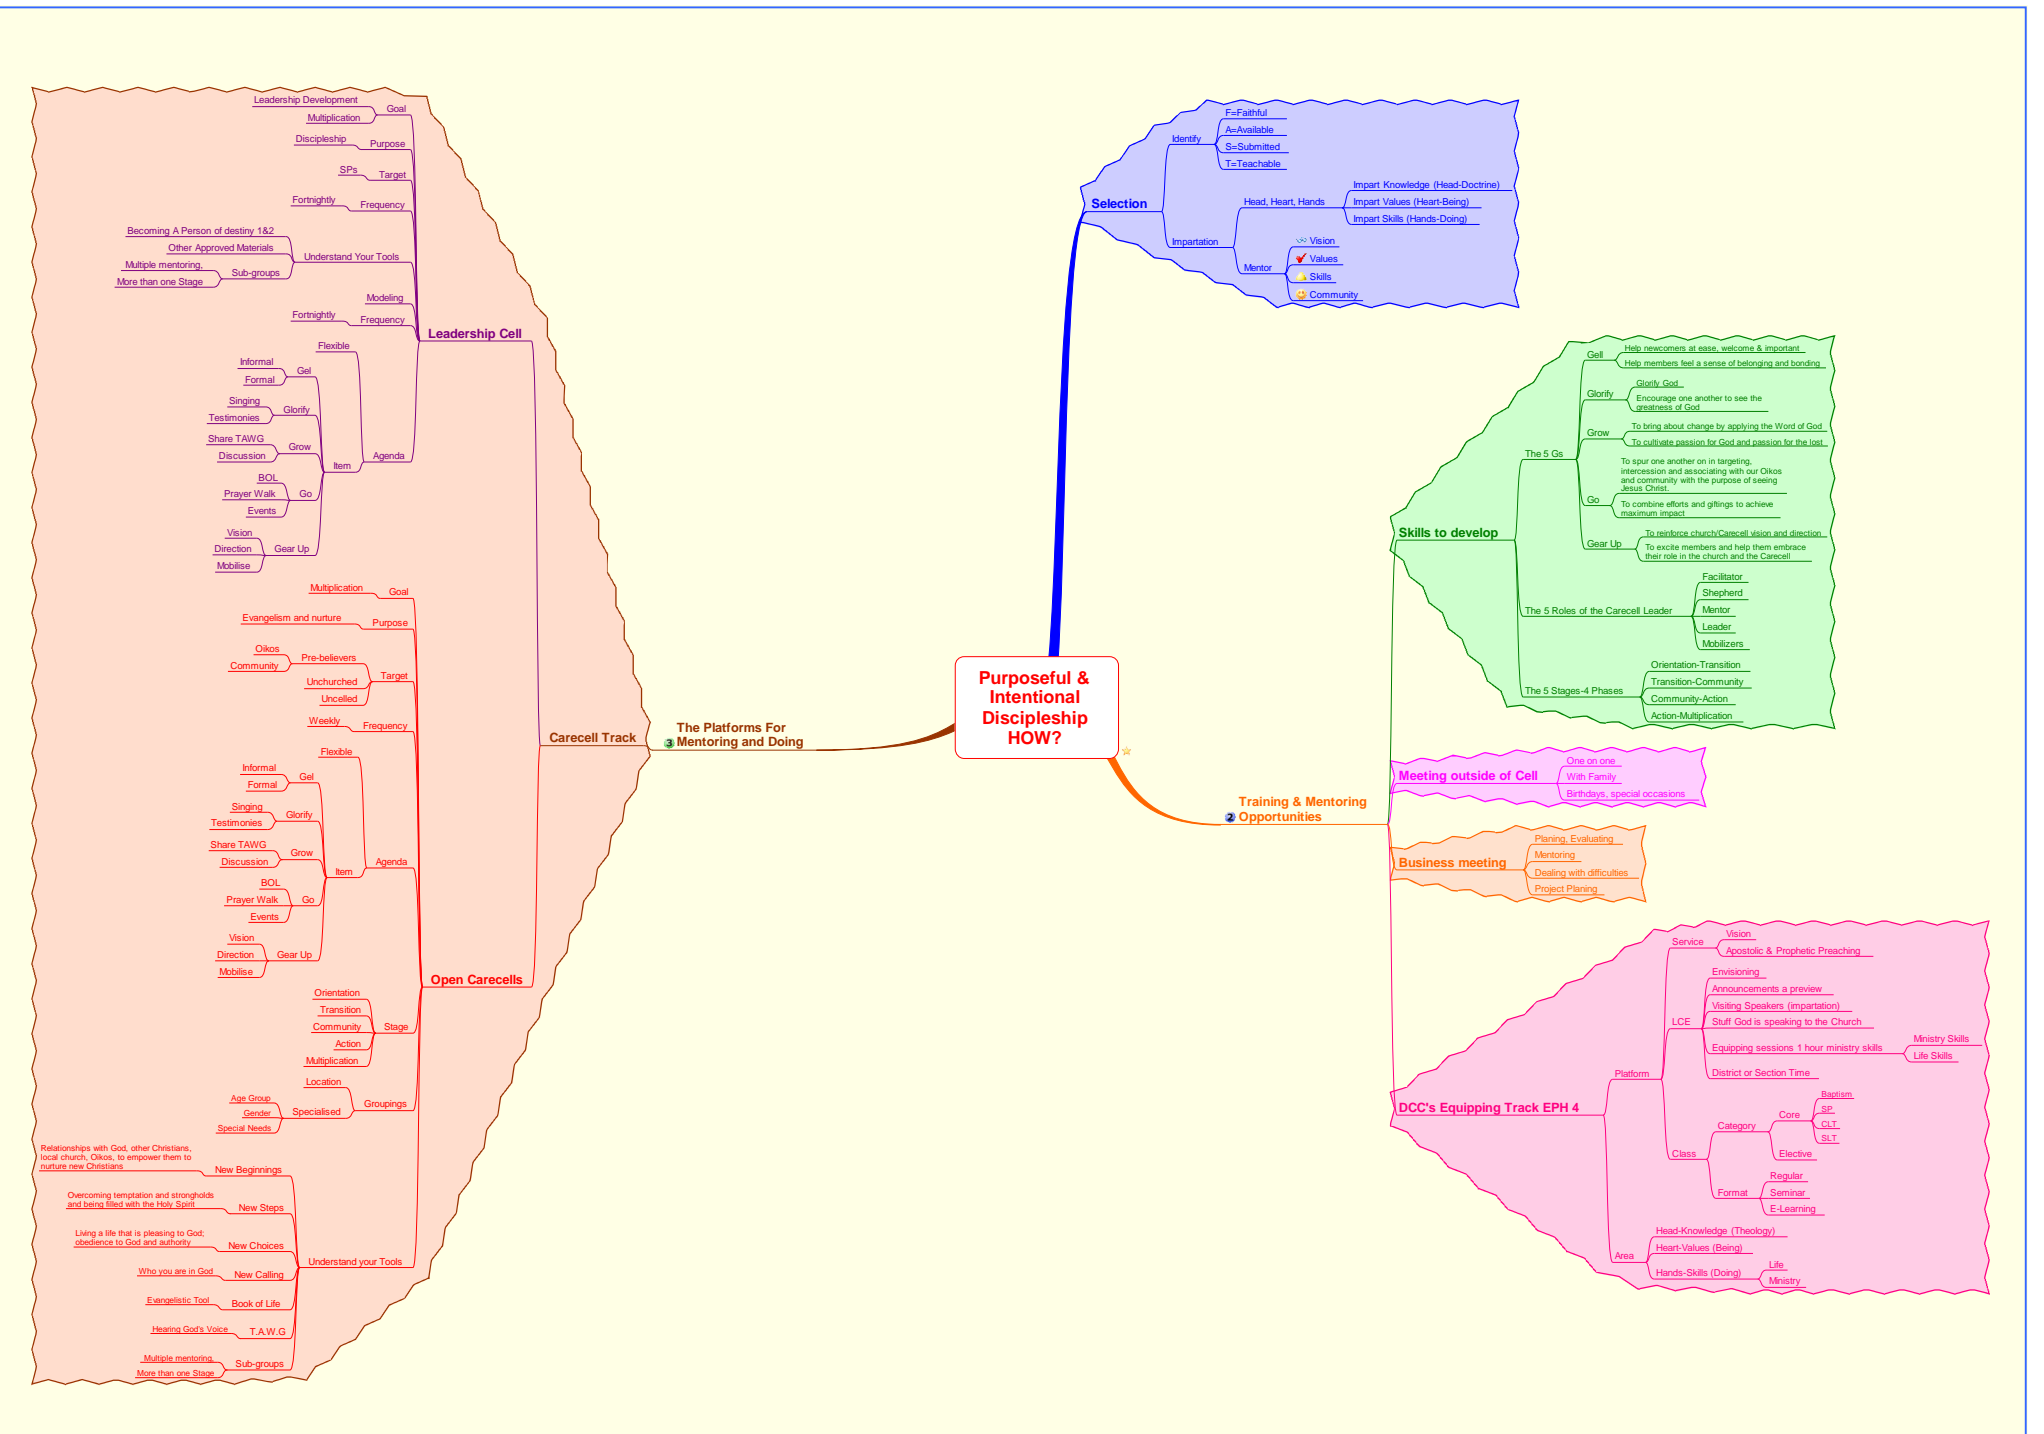 Purposeful &
Intentional
Discipleship
HOW?
Selection
Identify
F=Faithful
A=Available
S=Submitted
T=Teachable
Impartation
Head, Heart, Hands
Impart Knowledge (Head-Doctrine)
Impart Values (Heart-Being)
Impart Skills (Hands-Doing)
Mentor
Vision
Values
Skills
Community
2
Training & Mentoring
Opportunities
Skills to develop
The 5 Gs
Gell
Help newcomers at ease, welcome & important
Help members feel a sense of belonging and bonding
Glorify
Glorify God
Encourage one another to see the
greatness of God
Grow
To bring about change by applying the Word of God
To cultivate passion for God and passion for the lost
Go
To spur one another on in targeting,
intercession and associating with our Oikos
and community with the purpose of seeing
Jesus Christ.
To combine efforts and giftings to achieve
maximum impact
Gear Up
To reinforce church/Carecell vision and direction
To excite members and help them embrace
their role in the church and the Carecell
The 5 Roles of the Carecell Leader
Facilitator
Shepherd
Mentor
Leader
Mobilizers
The 5 Stages-4 Phases
Orientation-Transition
Transition-Community
Community-Action
Action-Multiplication
Meeting outside of Cell
One on one
With Family
Birthdays, special occasions
Business meeting
Planing, Evaluating
Mentoring
Dealing with difficulties
Project Planing
DCC's Equipping Track EPH 4
Platform
Service
Vision
Apostolic & Prophetic Preaching
LCE
Envisioning
Announcements a preview
Visiting Speakers (impartation)
Stuff God is speaking to the Church
Equipping sessions 1 hour ministry skills
Ministry Skills
Life Skills
District or Section Time
Class
Category
Core
Baptism
SP
CLT
SLT
Elective
Format
Regular
Seminar
E-Learning
Area
Head-Knowledge (Theology)
Heart-Values (Being)
Hands-Skills (Doing)
Life
Ministry
3
The Platforms For
Mentoring and Doing
Carecell Track
Leadership Cell
Goal
Leadership Development
Multiplication
Purpose
Discipleship
Target
SPs
Frequency
Fortnightly
Understand Your Tools
Becoming A Person of destiny 1&2
Other Approved Materials
Sub-groups
Multiple mentoring,
More than one Stage
Modeling
Frequency
Fortnightly
Agenda
Flexible
Item
Gel
Informal
Formal
Glorify
Singing
Testimonies
Grow
Share TAWG
Discussion
Go
BOL
Prayer Walk
Events
Gear Up
Vision
Direction
Mobilise
Open Carecells
Goal
Multiplication
Purpose
Evangelism and nurture
Target
Pre-believers
Oikos
Community
Unchurched
Uncelled
Frequency
Weekly
Agenda
Flexible
Item
Gel
Informal
Formal
Glorify
Singing
Testimonies
Grow
Share TAWG
Discussion
Go
BOL
Prayer Walk
Events
Gear Up
Vision
Direction
Mobilise
Stage
Orientation
Transition
Community
Action
Multiplication
Groupings
Location
Specialised
Age Group
Gender
Special Needs
Understand your Tools
New Beginnings
Relationships with God, other Christians,
local church, Oikos, to empower them to
nurture new Christians
New Steps
Overcoming temptation and strongholds
and being filled with the Holy Spirit
New Choices
Living a life that is pleasing to God;
obedience to God and authority
New Calling
Who you are in God
Book of Life
Evangelistic Tool
T.A.W.G
Hearing God's Voice
Sub-groups
Multiple mentoring,
More than one Stage